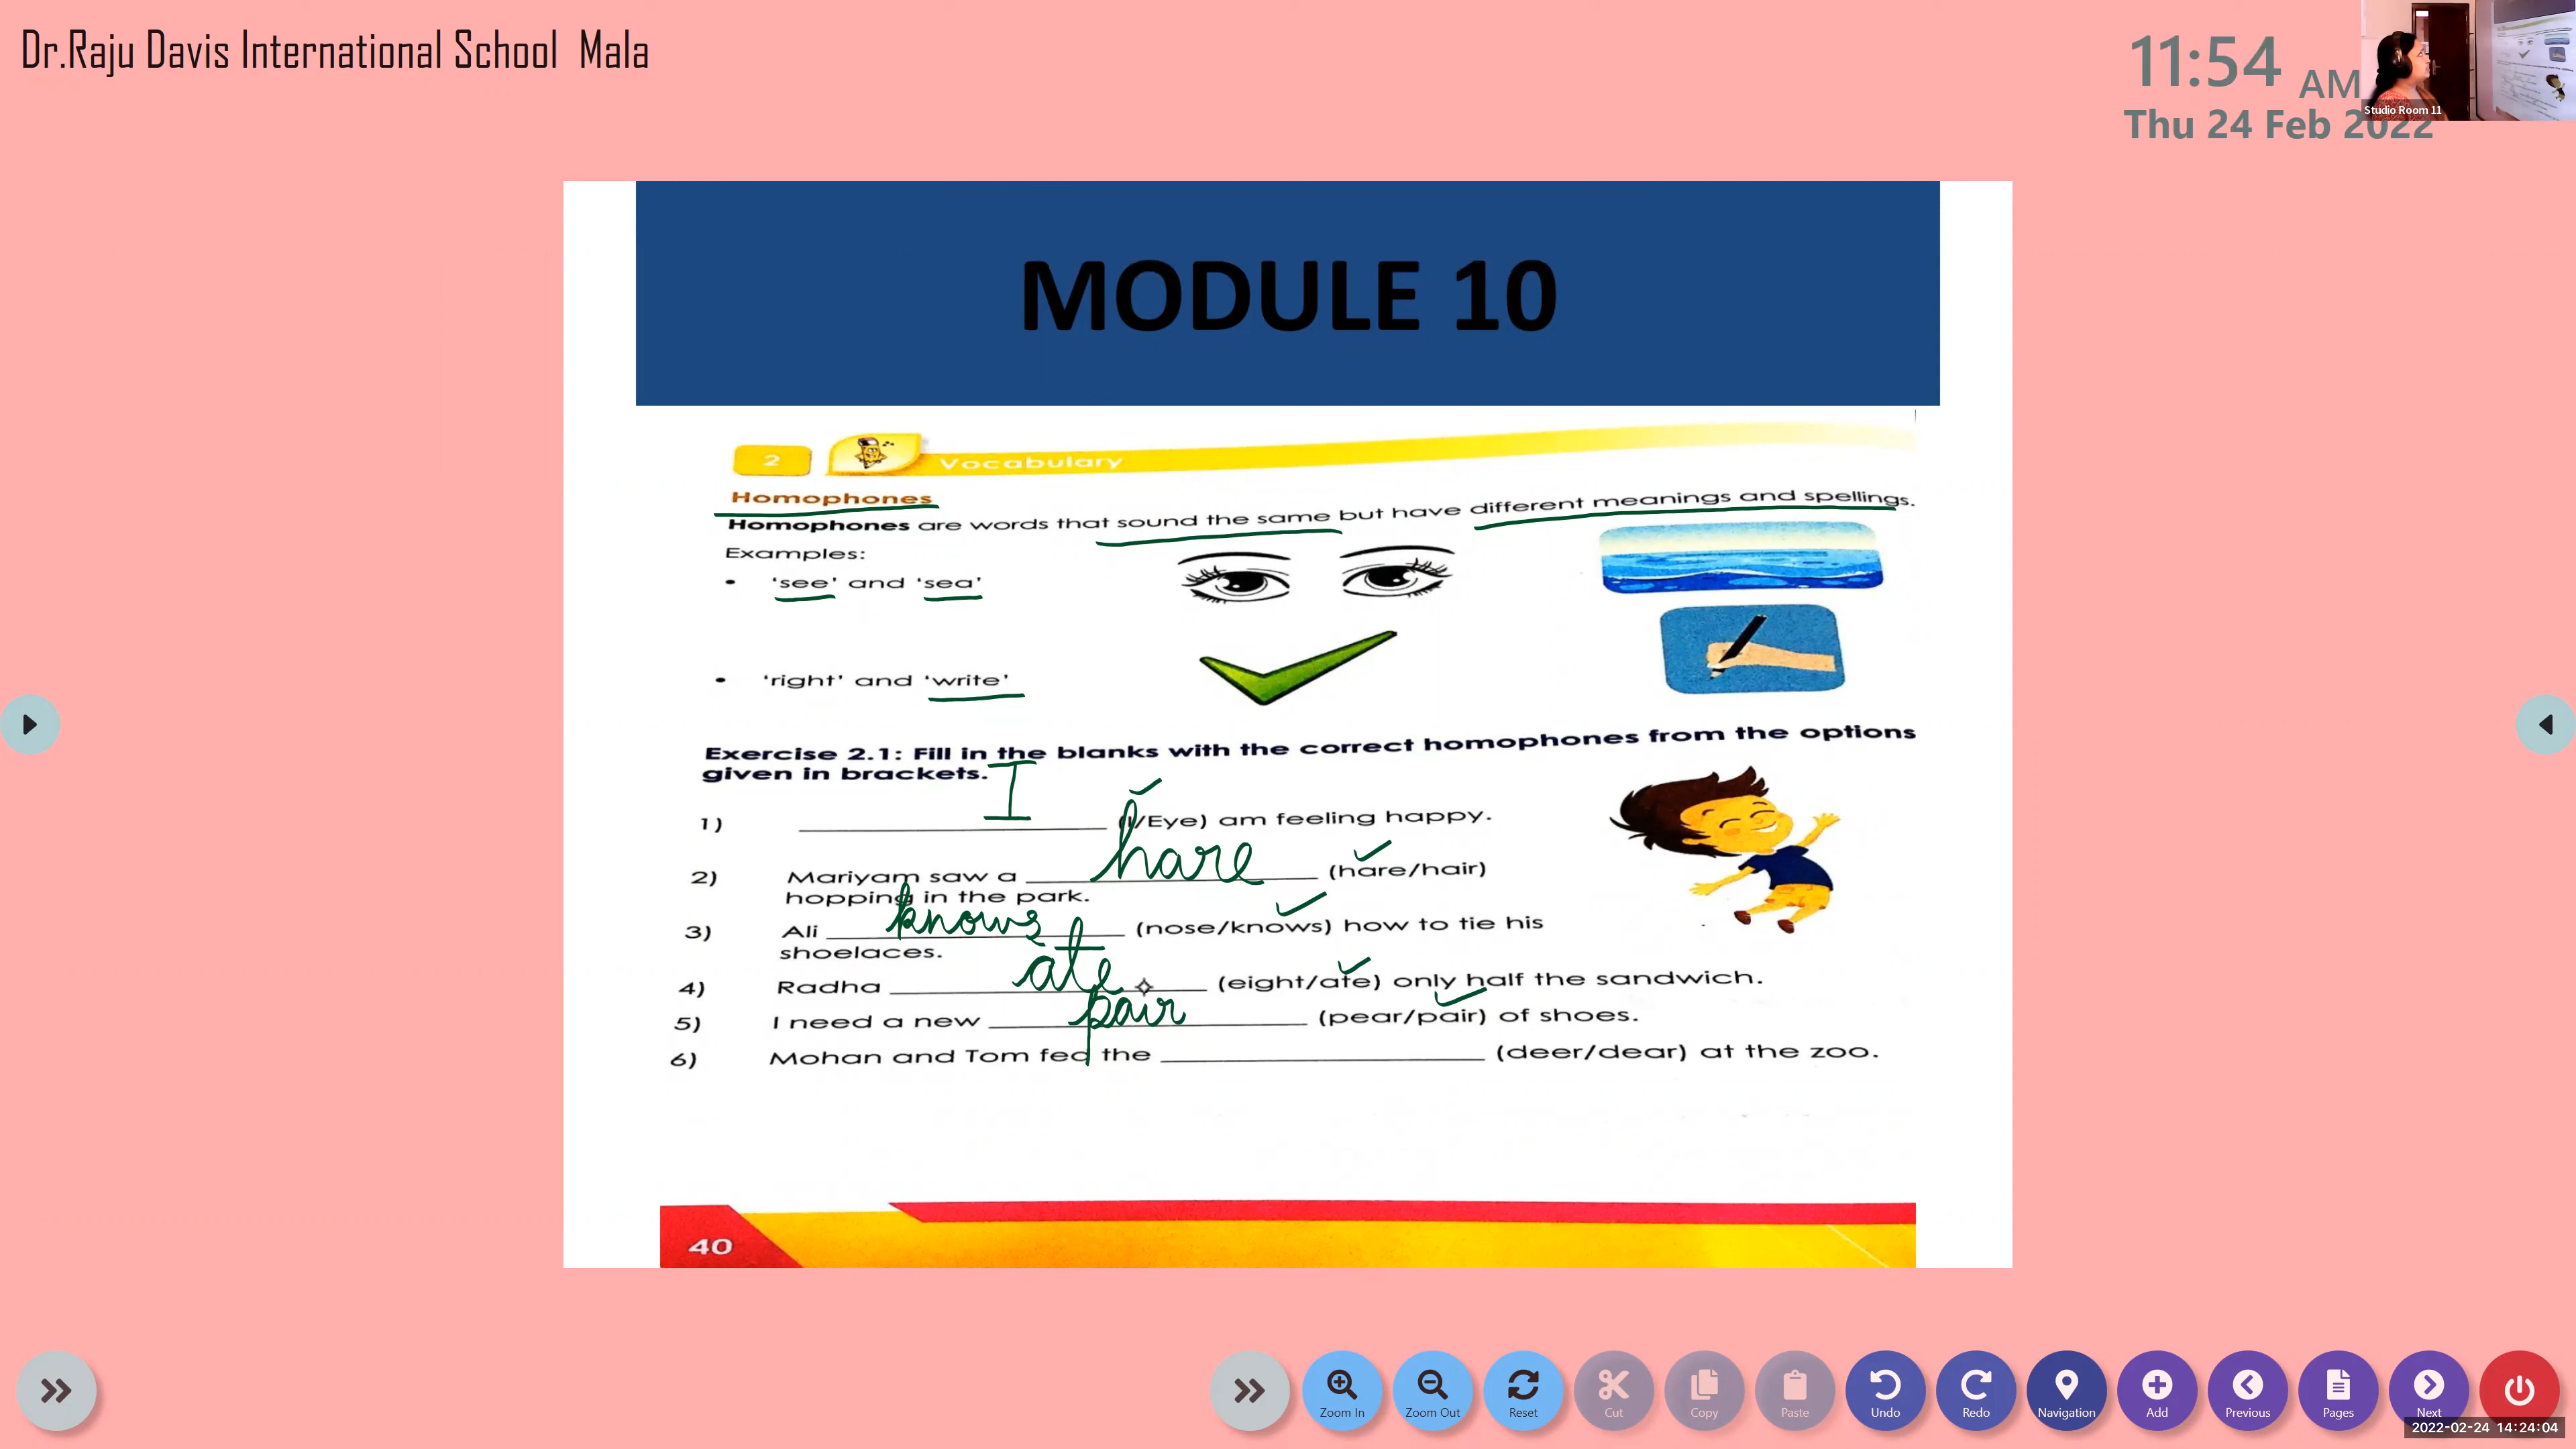 Dr.Raju Davis International School Mala
11:54 AM
Studio Room 11
Thu 24 Feb 2022
MODULE 10
2 Vocabulary
Homophones
Homophones are words that sound the same but have different meanings and spellings.
Examples:
• ‘see’ and ‘sea’
• ‘right’ and ‘write’
Exercise 2.1: Fill in the blanks with the correct homophones from the options
given in brackets.
1) I (I/Eye) am feeling happy.
2) Mariyam saw a hare (hare/hair)
hopping in the park.
3) Ali knows (nose/knows) how to tie his
shoelaces.
4) Radha ate (eight/ate) only half the sandwich.
5) I need a new pair (pear/pair) of shoes.
6) Mohan and Tom fed the ____________ (deer/dear) at the zoo.
40
Zoom In Zoom Out Reset Cut Copy Paste Undo Redo Navigation Add Previous Pages Next
2022-02-24 14:24:04